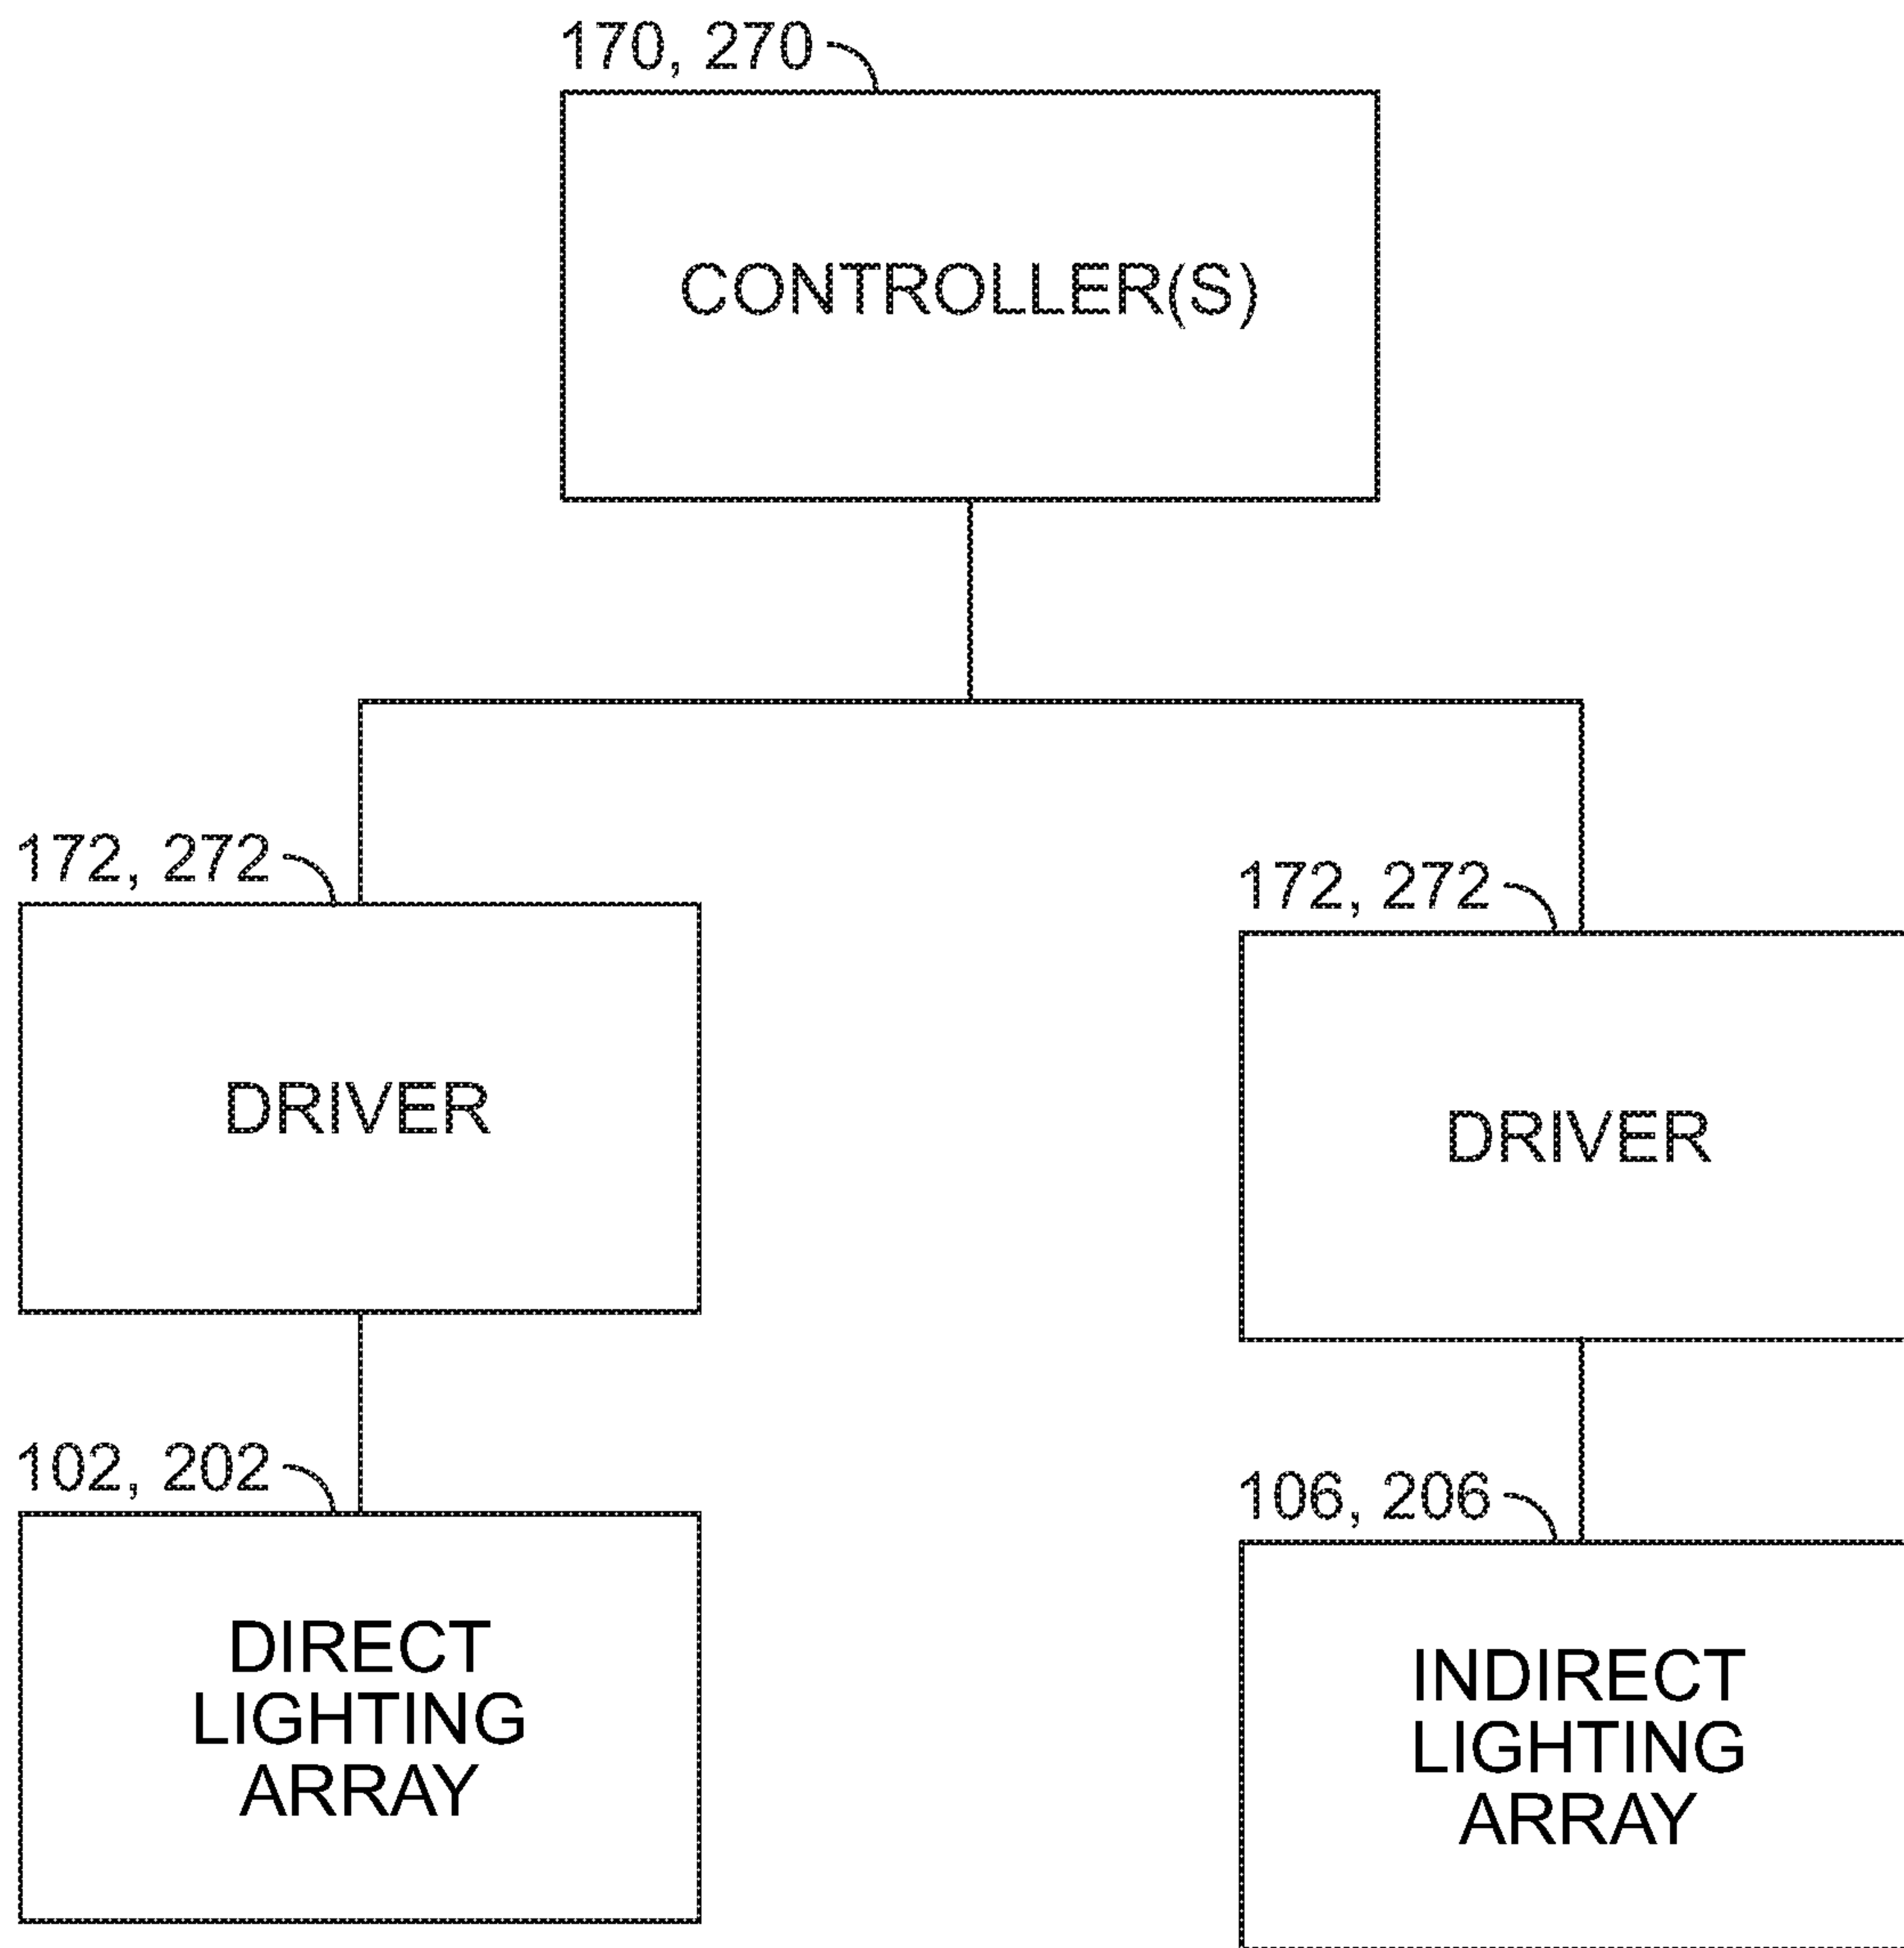 170, 270
CONTROLLER(S)
172, 272
DRIVER
172, 272
DRIVER
102, 202
DIRECT
LIGHTING
ARRAY
106, 206
INDIRECT
LIGHTING
ARRAY